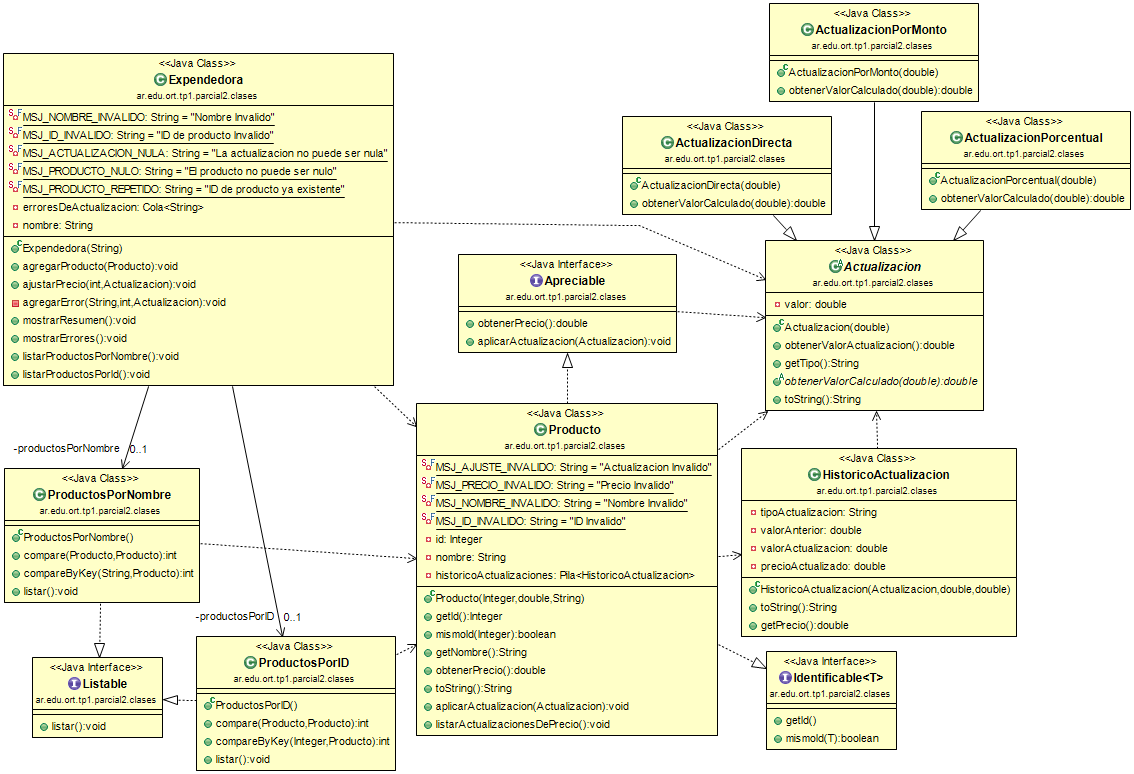 <<Java Class>>
ActualizacionPorMonto
ar.edu.ort.tp1.parcial2.clases
ActualizacionPorMonto(double)
obtenerValorCalculado(double):double
<<Java Class>>
Expendedora
ar.edu.ort.tp1.parcial2.clases
MSJ_NOMBRE_INVALIDO: String = "Nombre Invalido"
MSJ_ID_INVALIDO: String = "ID de producto Invalido"
MSJ_ACTUALIZACION_NULA: String = "La actualizacion no puede ser nula"
MSJ_PRODUCTO_NULO: String = "El producto no puede ser nulo"
MSJ_PRODUCTO_REPETIDO: String = "ID de producto ya existente"
erroresDeActualizacion: Cola<String>
nombre: String
Expendedora(String)
agregarProducto(Producto):void
ajustarPrecio(int,Actualizacion):void
agregarError(String,int,Actualizacion):void
mostrarResumen():void
mostrarErrores():void
listarProductosPorNombre():void
listarProductosPorId():void
<<Java Class>>
ActualizacionDirecta
ar.edu.ort.tp1.parcial2.clases
ActualizacionDirecta(double)
obtenerValorCalculado(double):double
<<Java Class>>
ActualizacionPorcentual
ar.edu.ort.tp1.parcial2.clases
ActualizacionPorcentual(double)
obtenerValorCalculado(double):double
<<Java Class>>
Actualizacion
ar.edu.ort.tp1.parcial2.clases
valor: double
Actualizacion(double)
obtenerValorActualizacion():double
getTipo():String
obtenerValorCalculado(double):double
toString():String
<<Java Interface>>
Apreciable
ar.edu.ort.tp1.parcial2.clases
obtenerPrecio():double
aplicarActualizacion(Actualizacion):void
<<Java Class>>
Producto
ar.edu.ort.tp1.parcial2.clases
MSJ_AJUSTE_INVALIDO: String = "Actualizacion Invalido"
MSJ_PRECIO_INVALIDO: String = "Precio Invalido"
MSJ_NOMBRE_INVALIDO: String = "Nombre Invalido"
MSJ_ID_INVALIDO: String = "ID Invalido"
id: Integer
nombre: String
historicoActualizaciones: Pila<HistoricoActualizacion>
Producto(Integer,double,String)
getId():Integer
mismoId(Integer):boolean
getNombre():String
obtenerPrecio():double
toString():String
aplicarActualizacion(Actualizacion):void
listarActualizacionesDePrecio():void
<<Java Class>>
HistoricoActualizacion
ar.edu.ort.tp1.parcial2.clases
tipoActualizacion: String
valorAnterior: double
valorActualizacion: double
precioActualizado: double
HistoricoActualizacion(Actualizacion,double,double)
toString():String
getPrecio():double
-productosPorNombre 0..1
<<Java Class>>
ProductosPorNombre
ar.edu.ort.tp1.parcial2.clases
ProductosPorNombre()
compare(Producto,Producto):int
compareByKey(String,Producto):int
listar():void
-productosPorID 0..1
<<Java Class>>
ProductosPorID
ar.edu.ort.tp1.parcial2.clases
ProductosPorID()
compare(Producto,Producto):int
compareByKey(Integer,Producto):int
listar():void
<<Java Interface>>
Listable
ar.edu.ort.tp1.parcial2.clases
listar():void
<<Java Interface>>
Identificable<T>
ar.edu.ort.tp1.parcial2.clases
getId()
mismoId(T):boolean